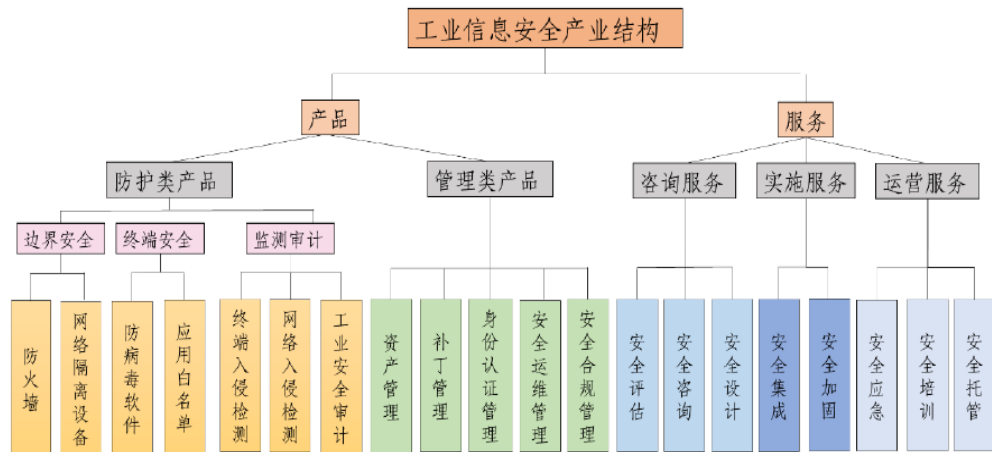 工业信息安全产业结构
产品
服务
防护类产品
管理类产品
咨询服务
实施服务
运营服务
边界安全
终端安全
监测审计
防火墙
网络隔离设备
防病毒软件
应用白名单
终端入侵检测
网络入侵检测
工业安全审计
资产管理
补丁管理
身份认证管理
安全运维管理
安全合规管理
安全评估
安全咨询
安全设计
安全集成
安全加固
安全应急
安全培训
安全托管